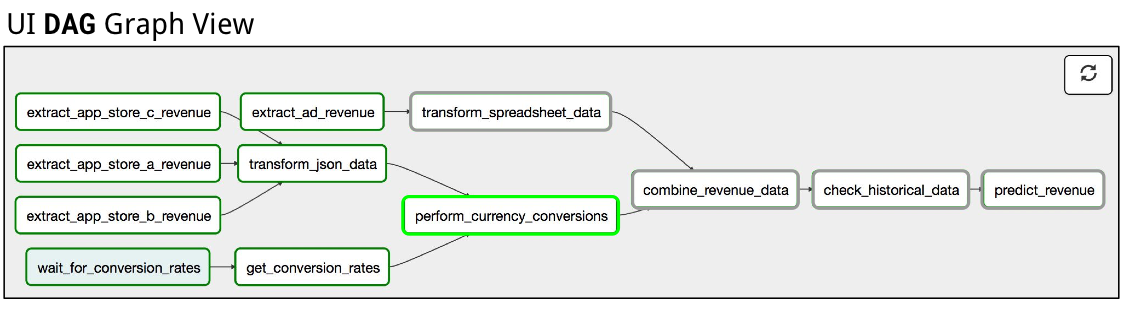 UI DAG Graph View
extract_app_store_c_revenue
extract_ad_revenue
transform_spreadsheet_data
extract_app_store_a_revenue
transform_json_data
combine_revenue_data
check_historical_data
predict_revenue
extract_app_store_b_revenue
perform_currency_conversions
wait_for_conversion_rates
get_conversion_rates